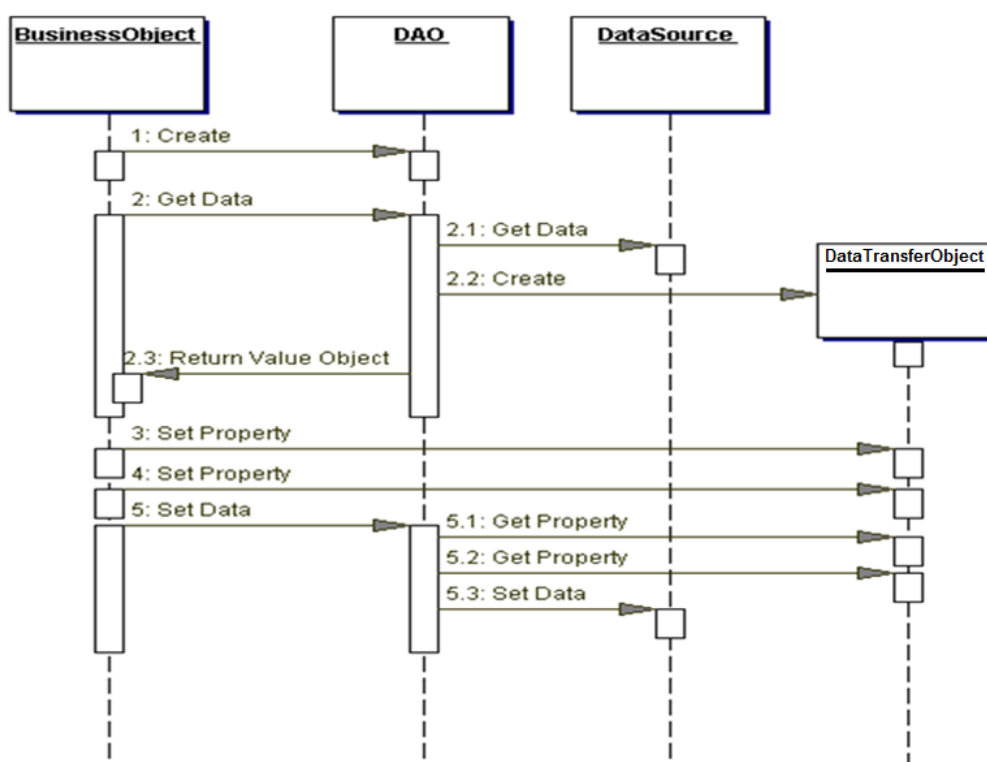 BusinessObject
DAO
DataSource
1: Create
2: Get Data
2.1: Get Data
DataTransferObject
2.2: Create
2.3: Return Value Object
3: Set Property
4: Set Property
5: Set Data
5.1: Get Property
5.2: Get Property
5.3: Set Data